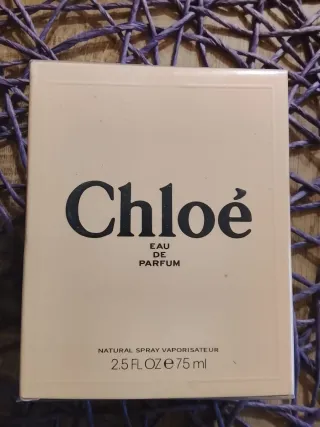 Chloé
EAU
DE
PARFUM
NATURAL SPRAY VAPORISATEUR
2.5 FL OZ ℮ 75 ml